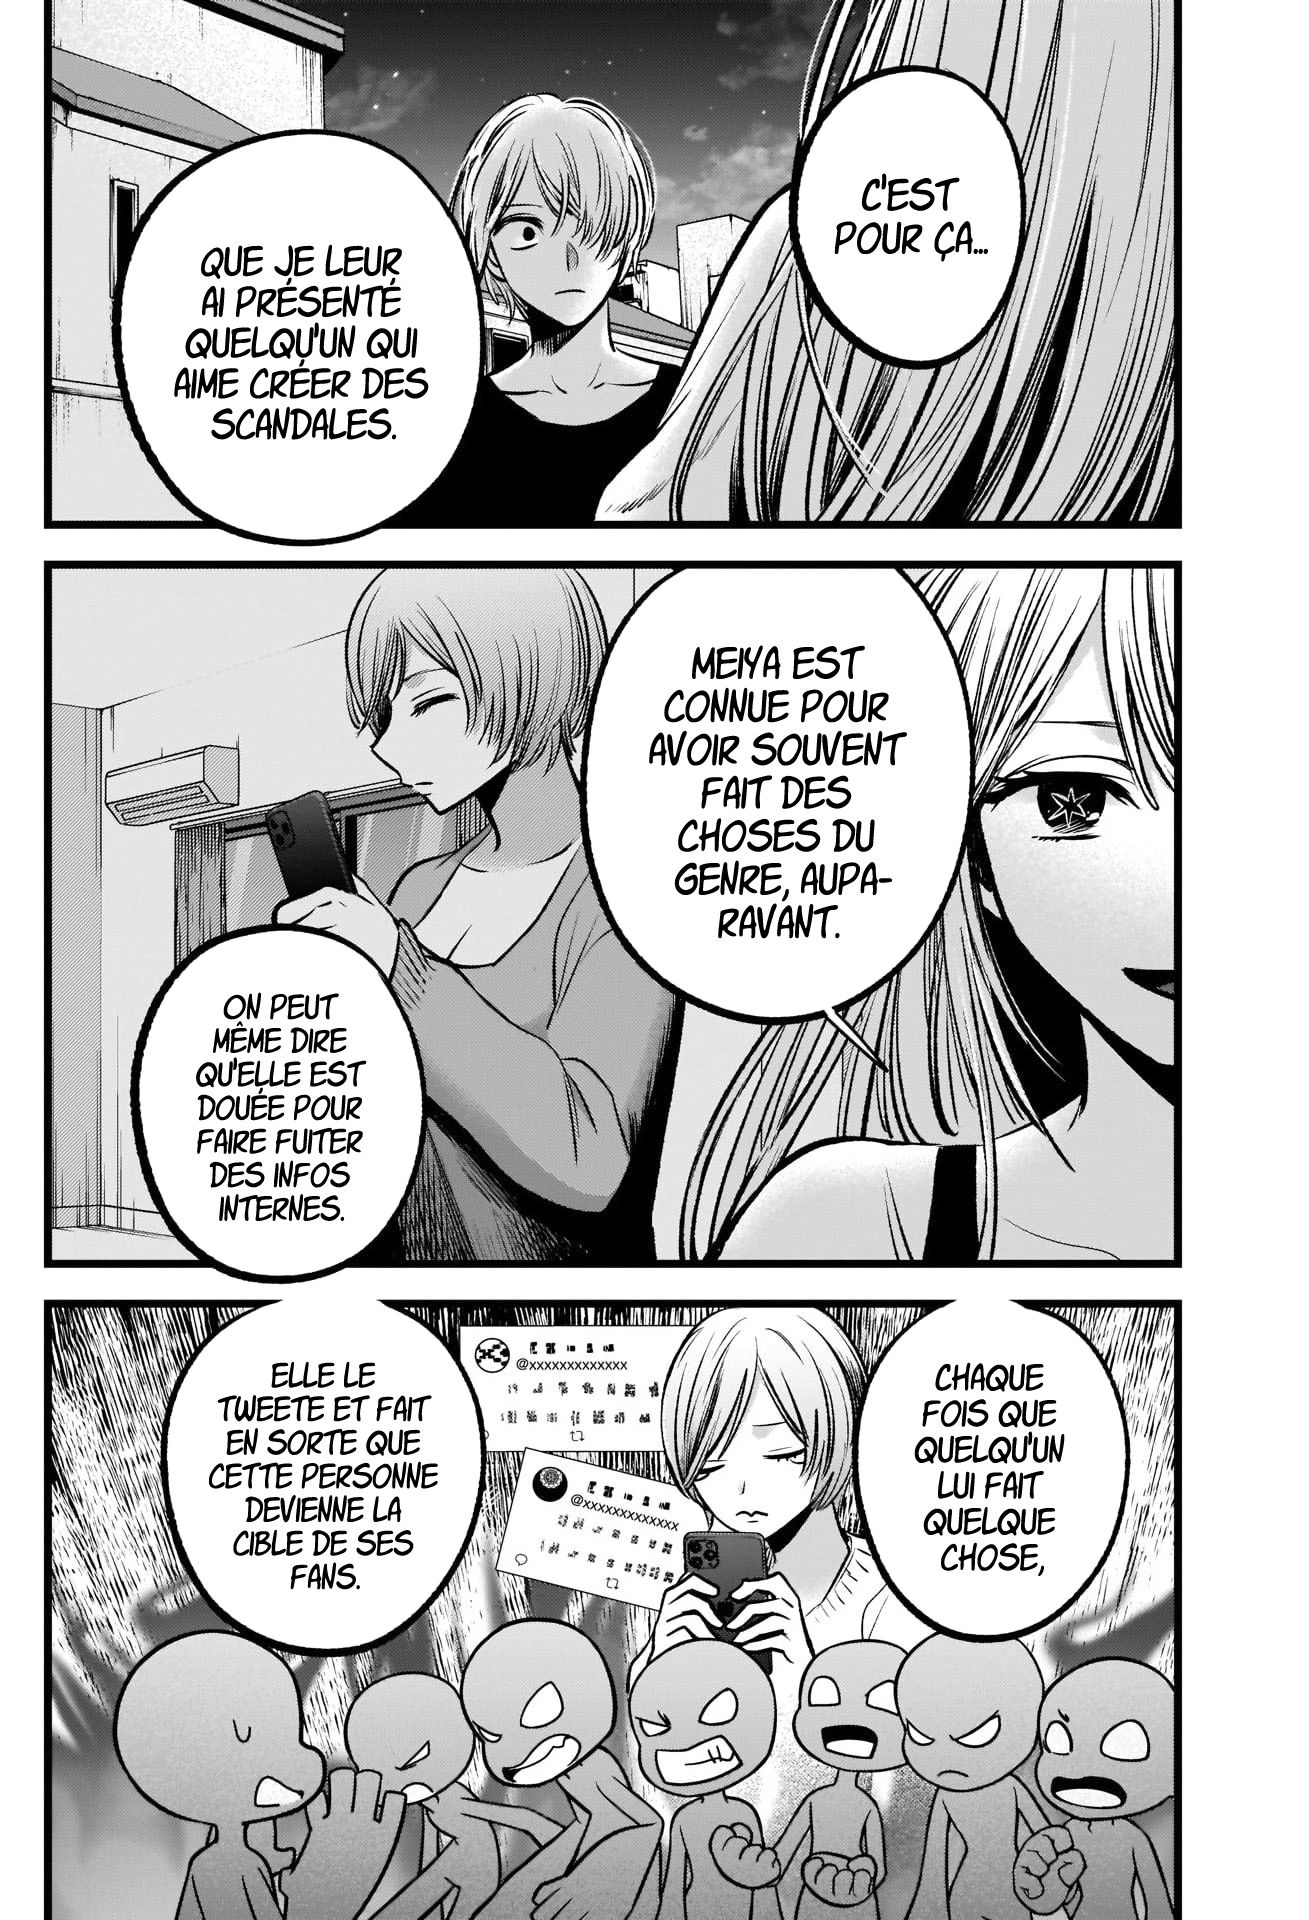 C'EST
POUR ÇA...
QUE JE LEUR
AI PRÉSENTÉ
QUELQU'UN QUI
AIME CRÉER DES
SCANDALES.
MEIYA EST
CONNUE POUR
AVOIR SOUVENT
FAIT DES
CHOSES DU
GENRE, AUPA-
RAVANT.
ON PEUT
MÊME DIRE
QU'ELLE EST
DOUÉE POUR
FAIRE FUITER
DES INFOS
INTERNES.
CHAQUE
FOIS QUE
QUELQU'UN
LUI FAIT
QUELQUE
CHOSE,
@xxxxxxxxxxxxxx
@xxxxxxxxxxxxx
ELLE LE
TWEETE ET FAIT
EN SORTE QUE
CETTE PERSONNE
DEVIENNE LA
CIBLE DE SES
FANS.